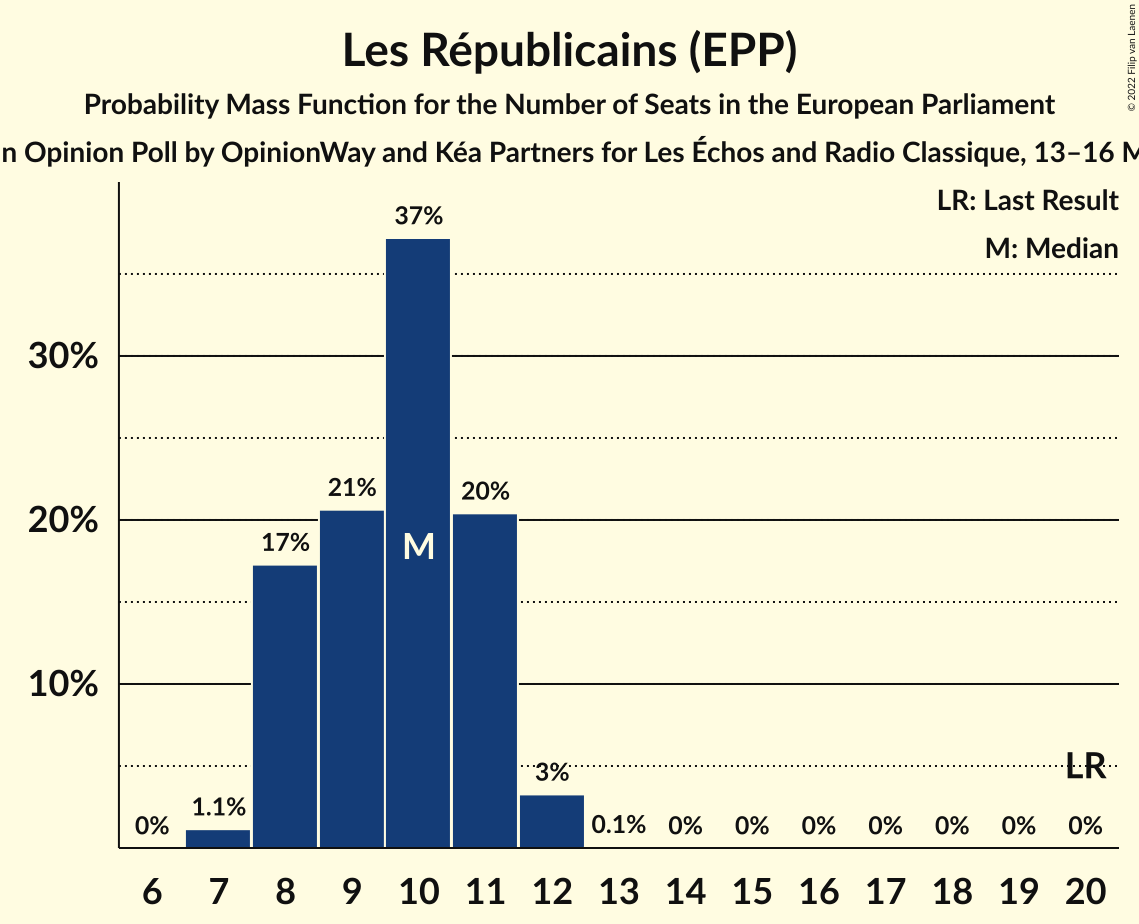 Les Républicains (EPP)
Probability Mass Function for the Number of Seats in the European Parliament
n Opinion Poll by OpinionWay and Kéa Partners for Les Échos and Radio Classique, 13–16 M
© 2022 Filip van Laenen
LR: Last Result
M: Median
37%
30%
21%
20%
20%
17%
M
10%
3%
LR
1.1%
0%
0.1%
0%
0%
0%
0%
0%
0%
0%
6 7 8 9 10 11 12 13 14 15 16 17 18 19 20